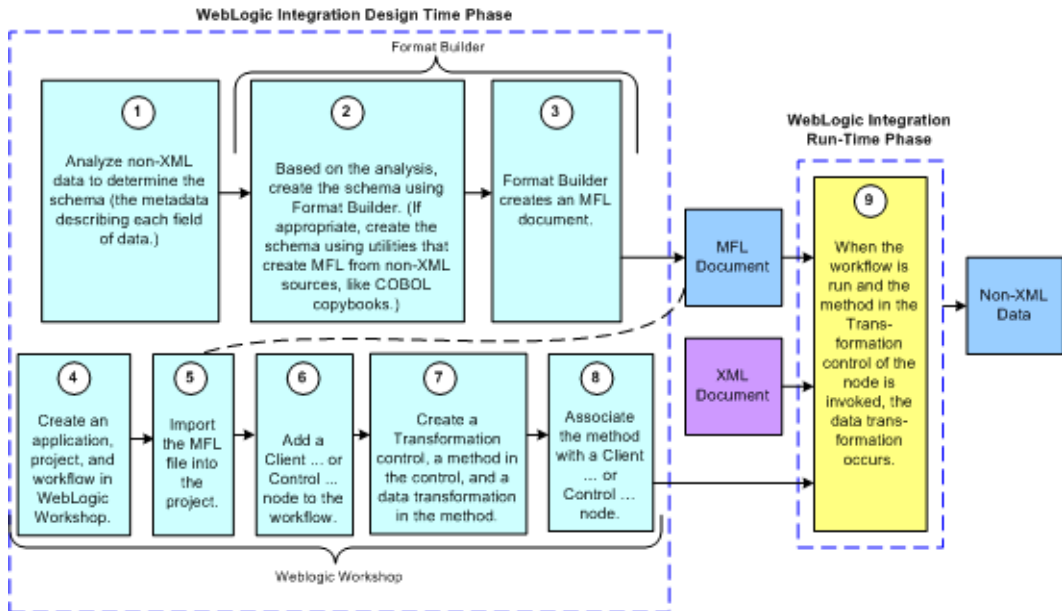 WebLogic Integration Design Time Phase
Format Builder
1
Analyze non-XML
data to determine the
schema (the metadata
describing each field
of data.)
2
Based on the analysis,
create the schema using
Format Builder. (If
appropriate, create the
schema using utilities that
create MFL from non-XML
sources, like COBOL
copybooks.)
3
Format Builder
creates an MFL
document.
MFL
Document
XML
Document
WebLogic Integration
Run-Time Phase
9
When the
workflow is
run and the
method in the
Trans-
formation
control of the
node is
invoked, the
data trans-
formation
occurs.
Non-XML
Data
4
Create an
application,
project, and
workflow in
WebLogic
Workshop.
5
Import
the MFL
file into
the
project.
6
Add a
Client ... or
Control ...
node to the
workflow.
7
Create a
Transformation
control, a method in
the control, and a
data transformation
in the method.
8
Associate
the method
with a Client
... or
Control ...
node.
Weblogic Workshop